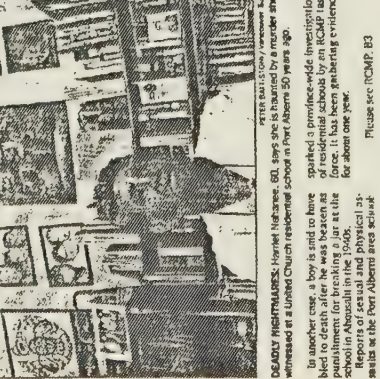 PETER BATTISTONI/Vancouver
DEADLY NIGHTMARES: Harriet Nahanee, 60, says she is haunted by a murder she
witnessed at a United Church residential school in Port Alberni 50 years ago.
In another case, a boy is said to have
bled to death after he was beaten as
punishment for breaking a jar at the
school in Ahousaht in the 1940s.
Reports of sexual and physical as-
saults at the Port Alberni area school
sparked a province-wide investigation
of residential schools by an RCMP task
force. It has been gathering evidence
for about one year.
Please see RCMP, B3